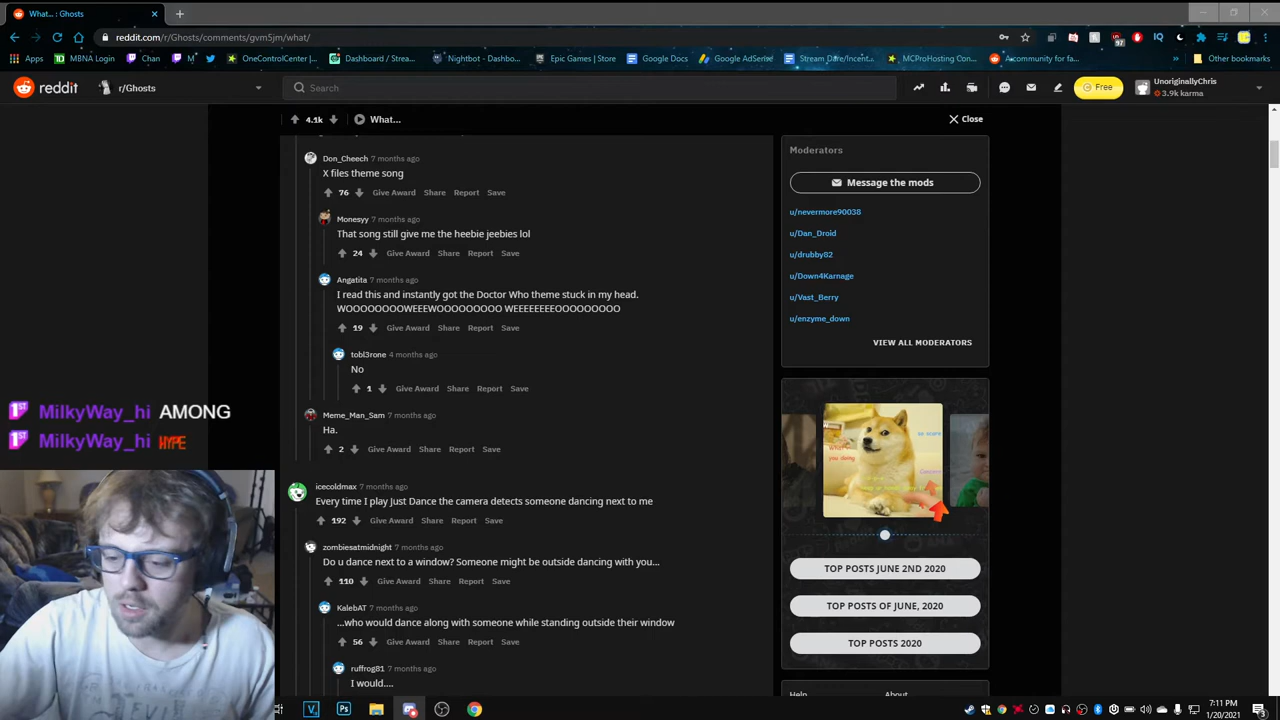 What... : Ghosts
reddit.com/r/Ghosts/comments/gvm5jm/what/
Apps
MBNA Login
Chan
M
OneControlCenter | ...
Dashboard / Strea...
Nightbot - Dashbo...
Epic Games | Store
Google Docs
Google AdSense
Stream Dare/Incent...
MCProHosting Con...
A community for fa...
Other bookmarks
reddit
r/Ghosts
Search
Free
UnoriginallyChris
3.9k karma
4.1k
What...
Close
Don_Cheech 7 months ago
X files theme song
76 Give Award Share Report Save
Monesyy 7 months ago
That song still give me the heebie jeebies lol
24 Give Award Share Report Save
Angatita 7 months ago
I read this and instantly got the Doctor Who theme stuck in my head.
WOOOOOOOOWEEEWOOOOOOOOO WEEEEEEEEOOOOOOOOO
19 Give Award Share Report Save
tobl3rone 4 months ago
No
1 Give Award Share Report Save
Meme_Man_Sam 7 months ago
Ha.
2 Give Award Share Report Save
icecoldmax 7 months ago
Every time I play Just Dance the camera detects someone dancing next to me
192 Give Award Share Report Save
zombiesatmidnight 7 months ago
Do u dance next to a window? Someone might be outside dancing with you...
110 Give Award Share Report Save
KalebAT 7 months ago
...who would dance along with someone while standing outside their window
56 Give Award Share Report Save
ruffrog81 7 months ago
I would....
Moderators
Message the mods
u/nevermore90038
u/Dan_Droid
u/drubby82
u/Down4Karnage
u/Vast_Berry
u/enzyme_down
VIEW ALL MODERATORS
TOP POSTS JUNE 2ND 2020
TOP POSTS OF JUNE, 2020
TOP POSTS 2020
Help
About
MilkyWay_hi AMONG
MilkyWay_hi HYPE
7:11 PM
1/20/2021